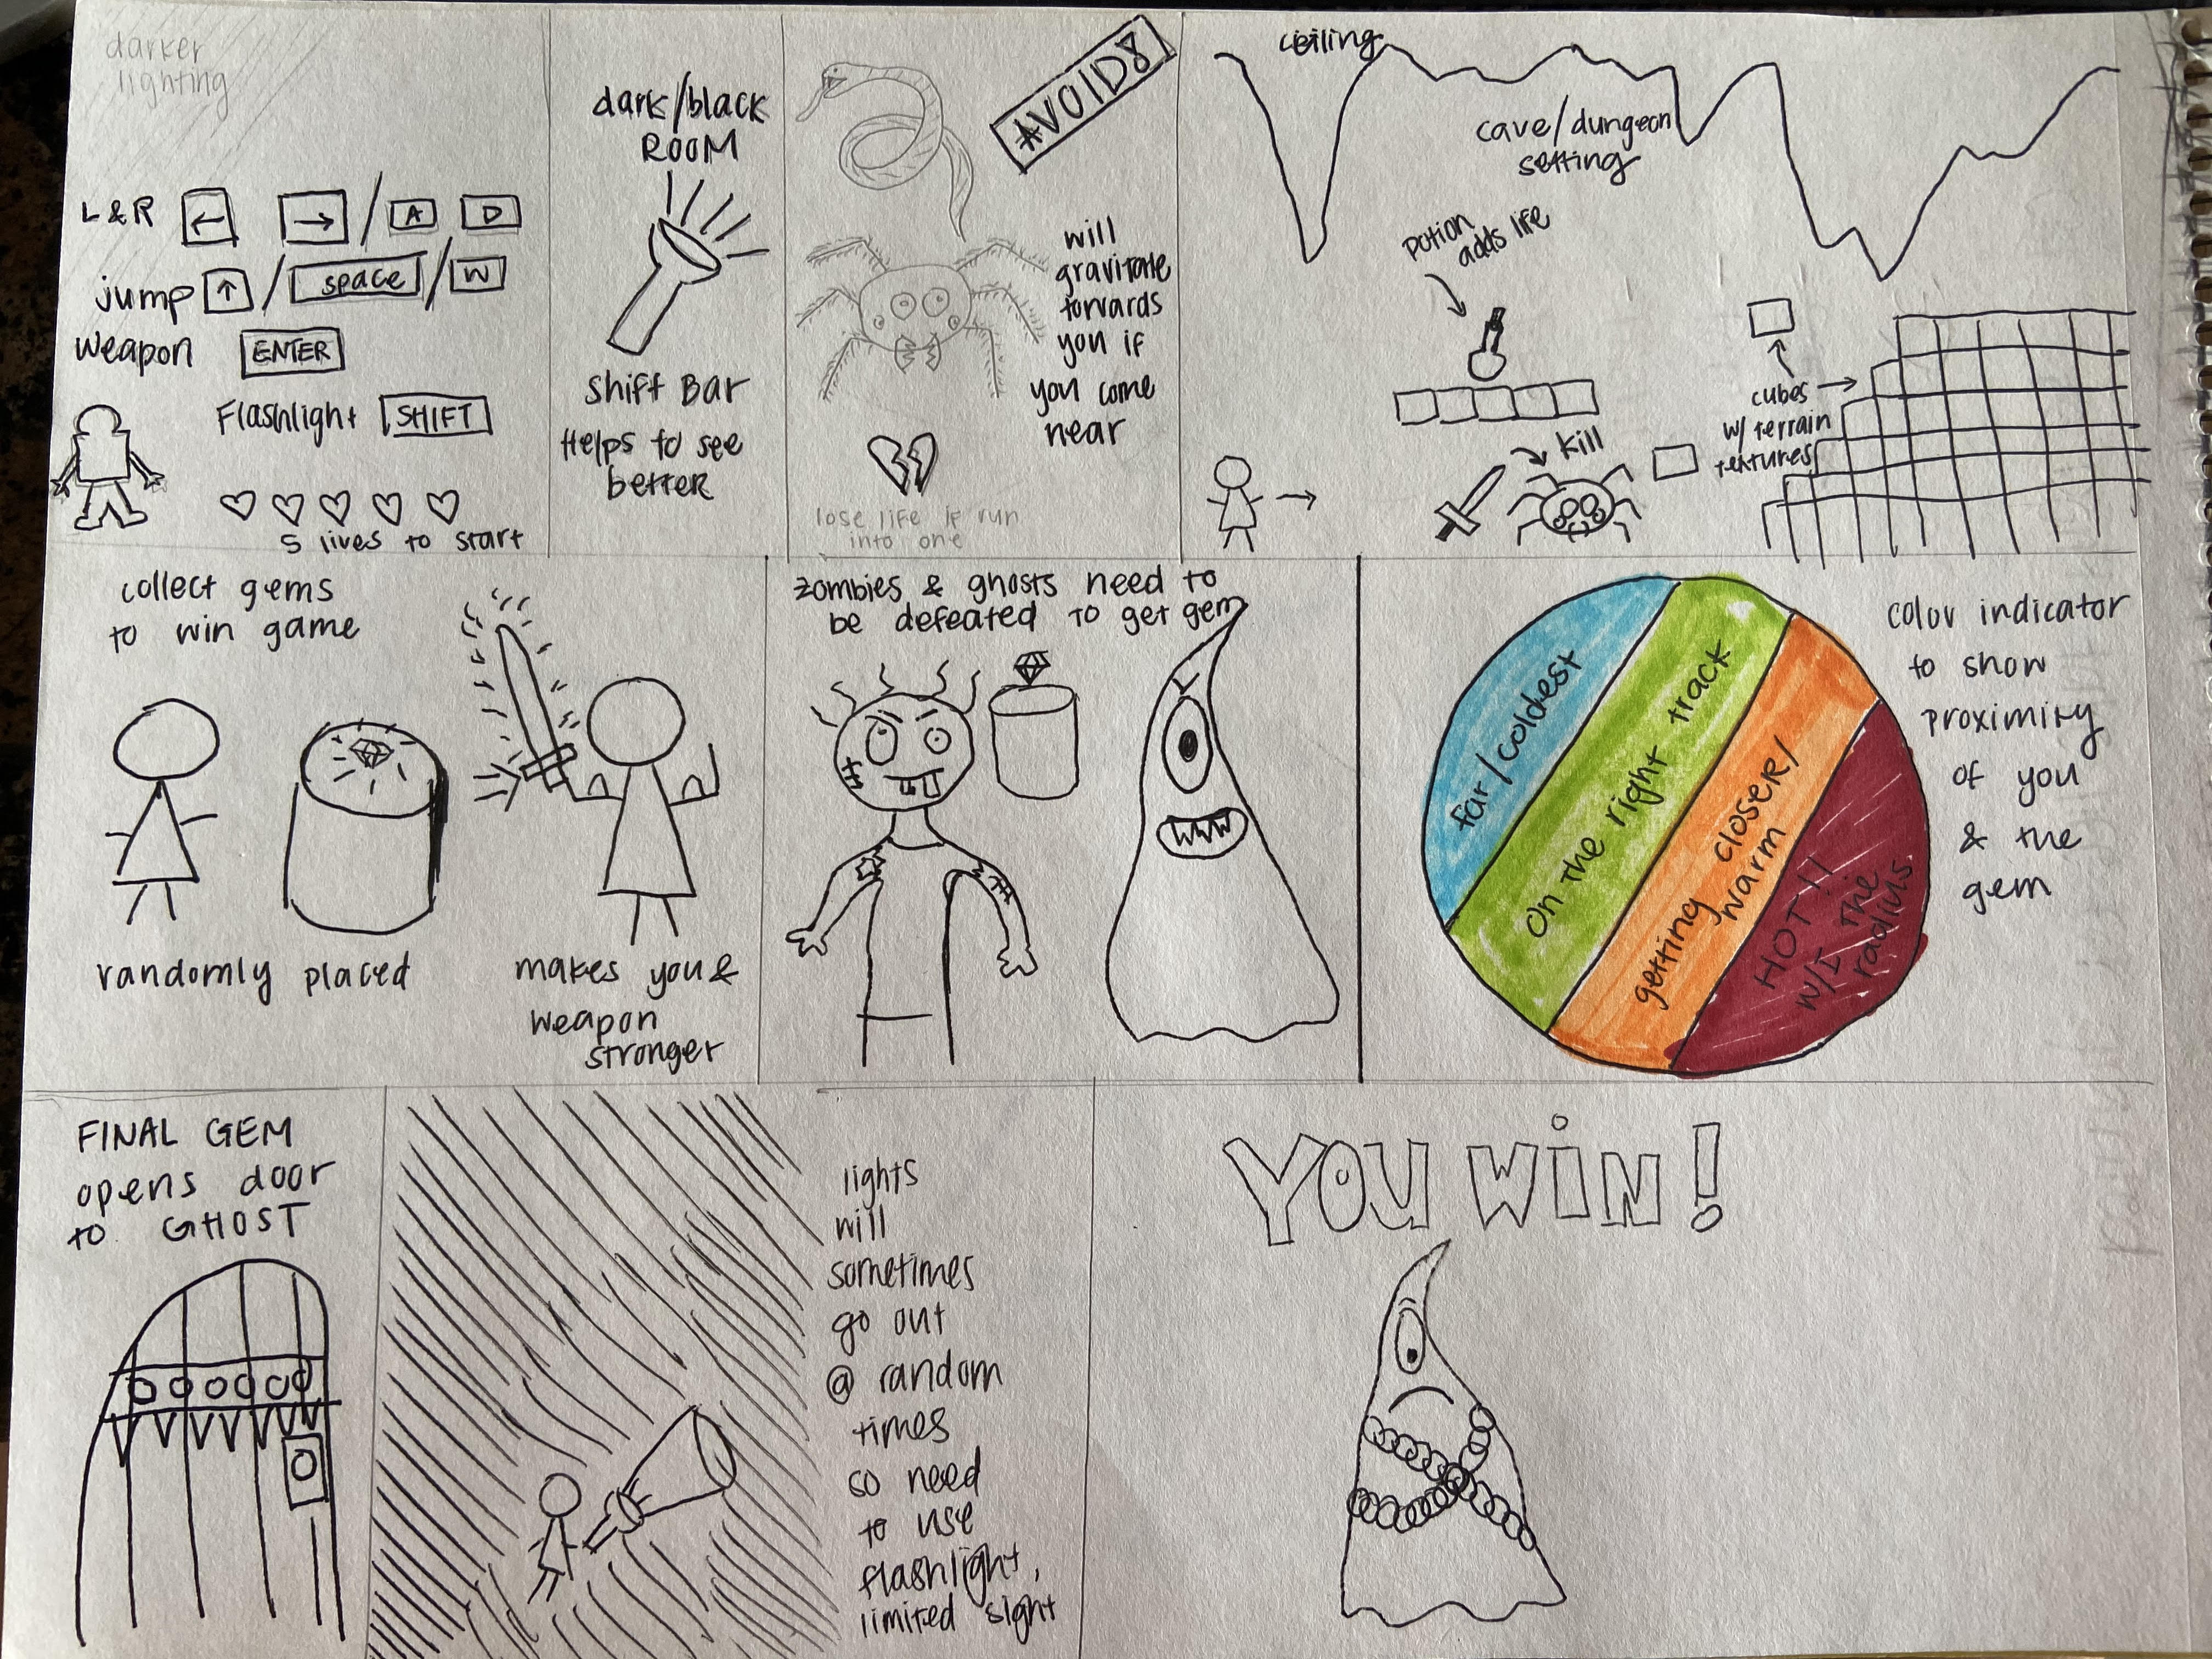 darker
lighting
L & R ← → / A D
jump ↑ / space / W
weapon ENTER
Flashlight SHIFT
5 lives to start
dark/black
ROOM
Shift Bar
Helps to see
better
AVOID
will
gravitate
torwards
you if
you come
near
lose life if run
into one
ceiling
cave/dungeon
setting
potion
adds life
kill
cubes
w/ terrain
textures
collect gems
to win game
randomly placed
makes you &
weapon
stronger
zombies & ghosts need to
be defeated to get gem
far/coldest
on the right track
getting closer/
warm
HOT!!
W/I the
radius
color indicator
to show
proximity
of you
& the
gem
FINAL GEM
opens door
to GHOST
lights
will
sometimes
go out
@ random
times
so need
to use
flashlight,
limited sight
YOU WIN!